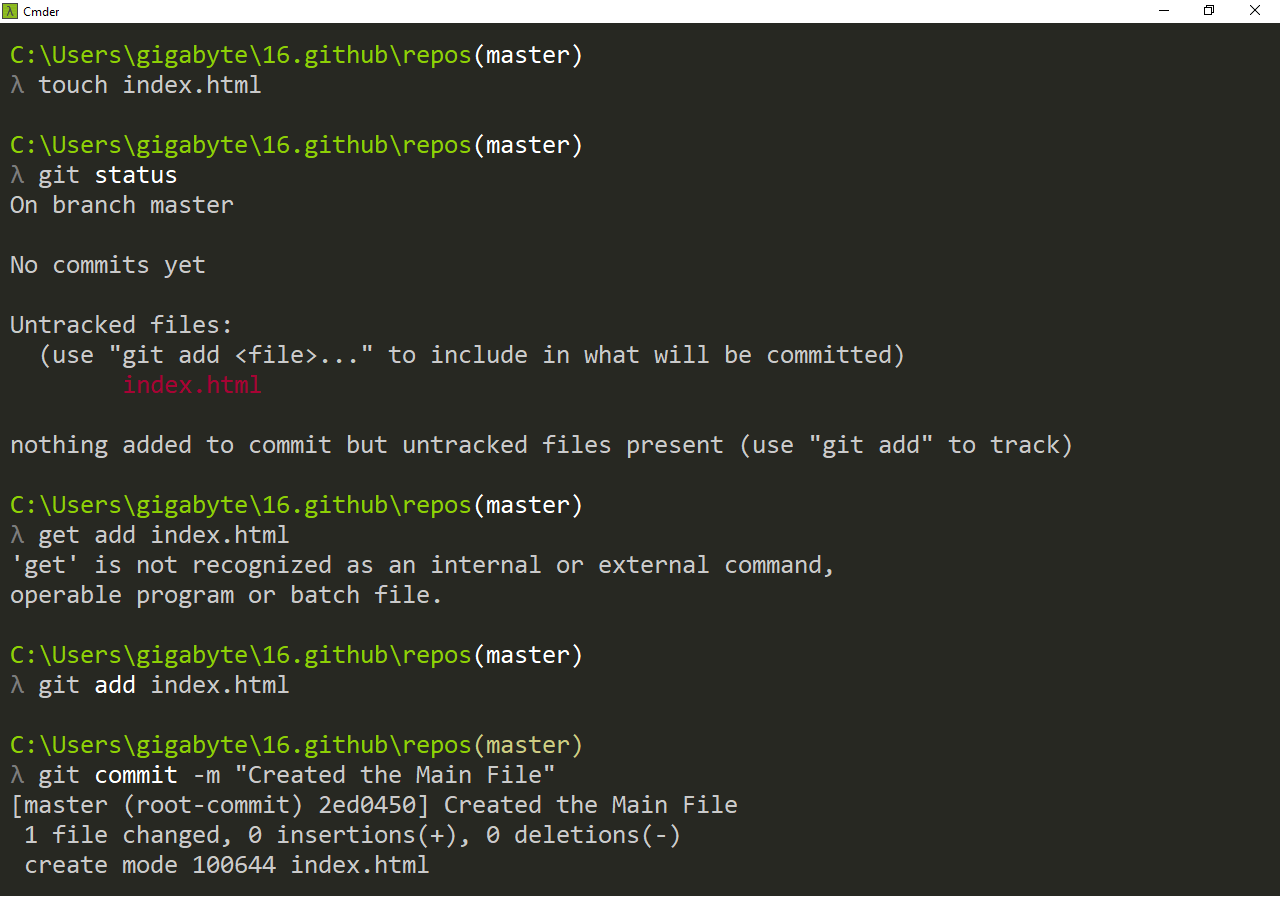 Cmder
C:\Users\gigabyte\16.github\repos(master)
λ touch index.html
C:\Users\gigabyte\16.github\repos(master)
λ git status
On branch master
No commits yet
Untracked files:
  (use "git add <file>..." to include in what will be committed)
        index.html
nothing added to commit but untracked files present (use "git add" to track)
C:\Users\gigabyte\16.github\repos(master)
λ get add index.html
'get' is not recognized as an internal or external command,
operable program or batch file.
C:\Users\gigabyte\16.github\repos(master)
λ git add index.html
C:\Users\gigabyte\16.github\repos(master)
λ git commit -m "Created the Main File"
[master (root-commit) 2ed0450] Created the Main File
 1 file changed, 0 insertions(+), 0 deletions(-)
 create mode 100644 index.html